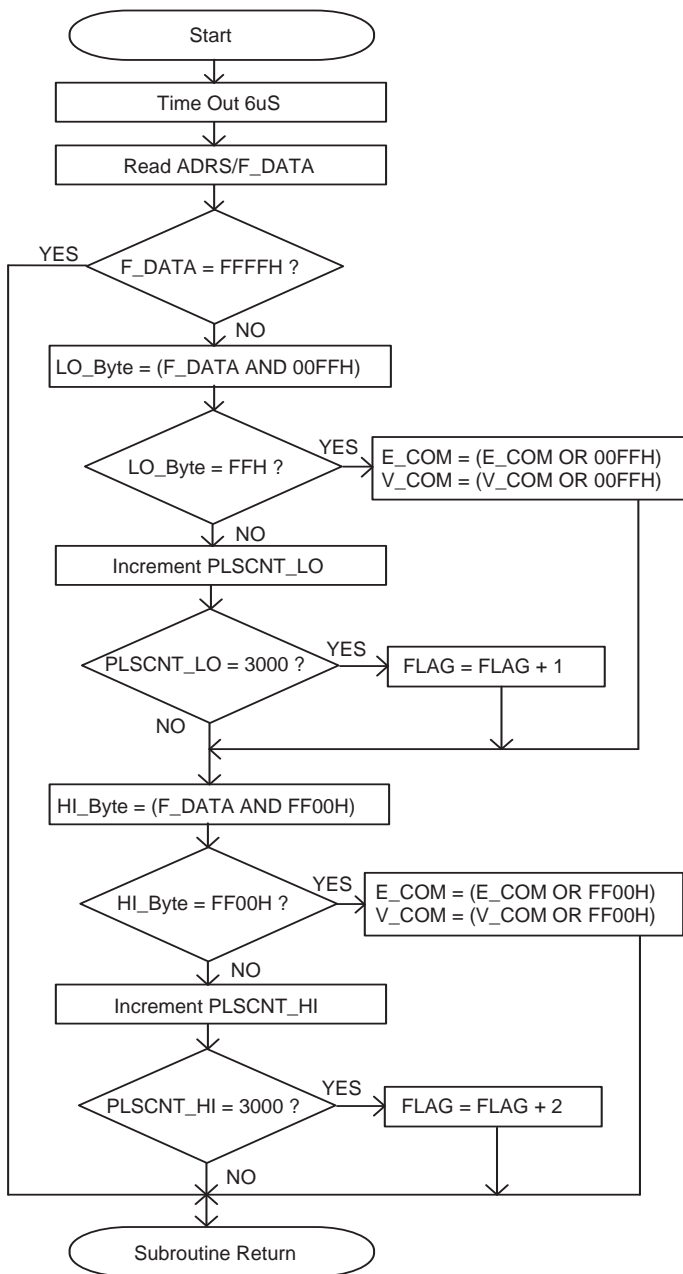 Start
Time Out 6uS
Read ADRS/F_DATA
YES
F_DATA = FFFFH ?
NO
LO_Byte = (F_DATA AND 00FFH)
YES
LO_Byte = FFH ?
E_COM = (E_COM OR 00FFH)
V_COM = (V_COM OR 00FFH)
NO
Increment PLSCNT_LO
YES
PLSCNT_LO = 3000 ?
FLAG = FLAG + 1
NO
HI_Byte = (F_DATA AND FF00H)
YES
HI_Byte = FF00H ?
E_COM = (E_COM OR FF00H)
V_COM = (V_COM OR FF00H)
NO
Increment PLSCNT_HI
YES
PLSCNT_HI = 3000 ?
FLAG = FLAG + 2
NO
Subroutine Return